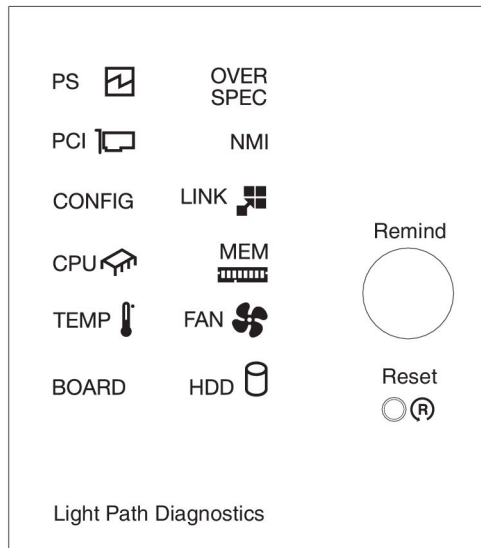 PS
OVER
SPEC
PCI
NMI
CONFIG
LINK
CPU
MEM
TEMP
FAN
BOARD
HDD
Remind
Reset
R
Light Path Diagnostics